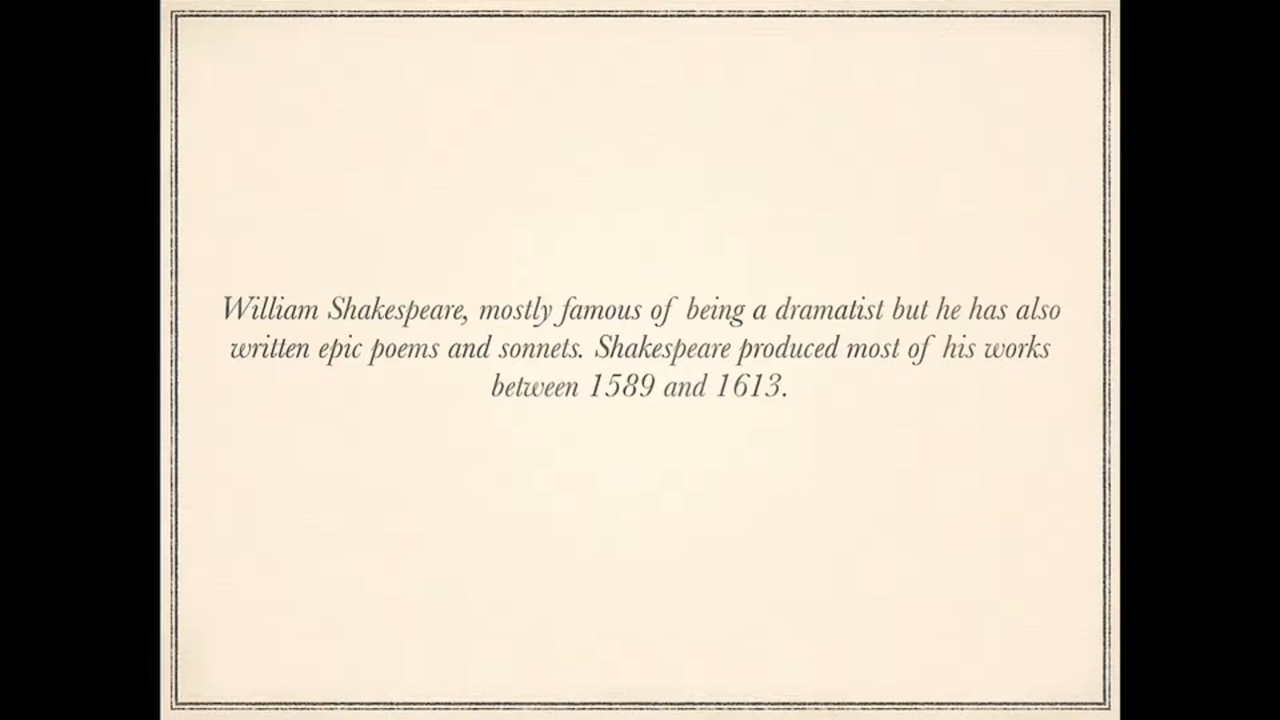 William Shakespeare, mostly famous of being a dramatist but he has also
written epic poems and sonnets. Shakespeare produced most of his works
between 1589 and 1613.